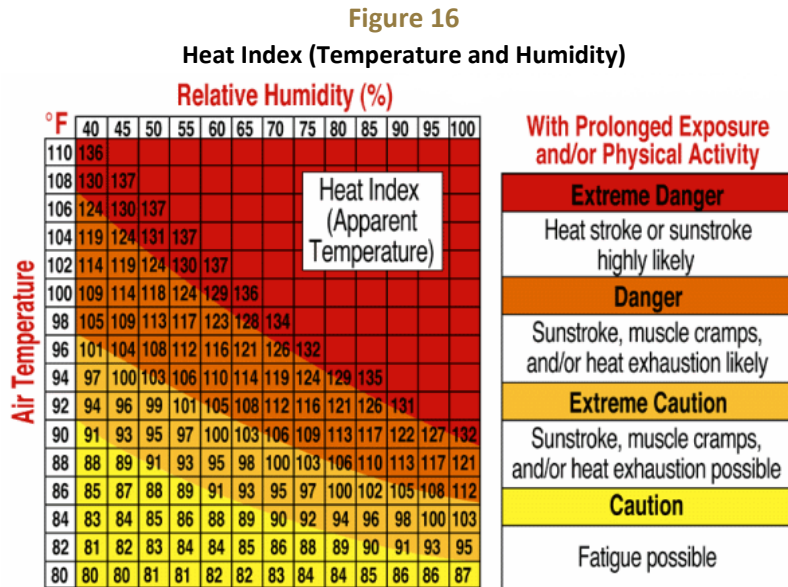 Figure 16
Heat Index (Temperature and Humidity)
Relative Humidity (%)
°F 40 45 50 55 60 65 70 75 80 85 90 95 100
110 136
108 130 137
106 124 130 137
104 119 124 131 137
102 114 119 124 130 137
100 109 114 118 124 129 136
98 105 109 113 117 123 128 134
96 101 104 108 112 116 121 126 132
94 97 100 103 106 110 114 119 124 129 135
92 94 96 99 101 105 108 112 116 121 126 131
90 91 93 95 97 100 103 106 109 113 117 122 127 132
88 88 89 91 93 95 98 100 103 106 110 113 117 121
86 85 87 88 89 91 93 95 97 100 102 105 108 112
84 83 84 85 86 88 89 90 92 94 96 98 100 103
82 81 82 83 84 84 85 86 88 89 90 91 93 95
80 80 80 81 81 82 82 83 84 84 85 86 86 87
Air Temperature
Heat Index
(Apparent
Temperature)
With Prolonged Exposure
and/or Physical Activity
Extreme Danger
Heat stroke or sunstroke
highly likely
Danger
Sunstroke, muscle cramps,
and/or heat exhaustion likely
Extreme Caution
Sunstroke, muscle cramps,
and/or heat exhaustion possible
Caution
Fatigue possible